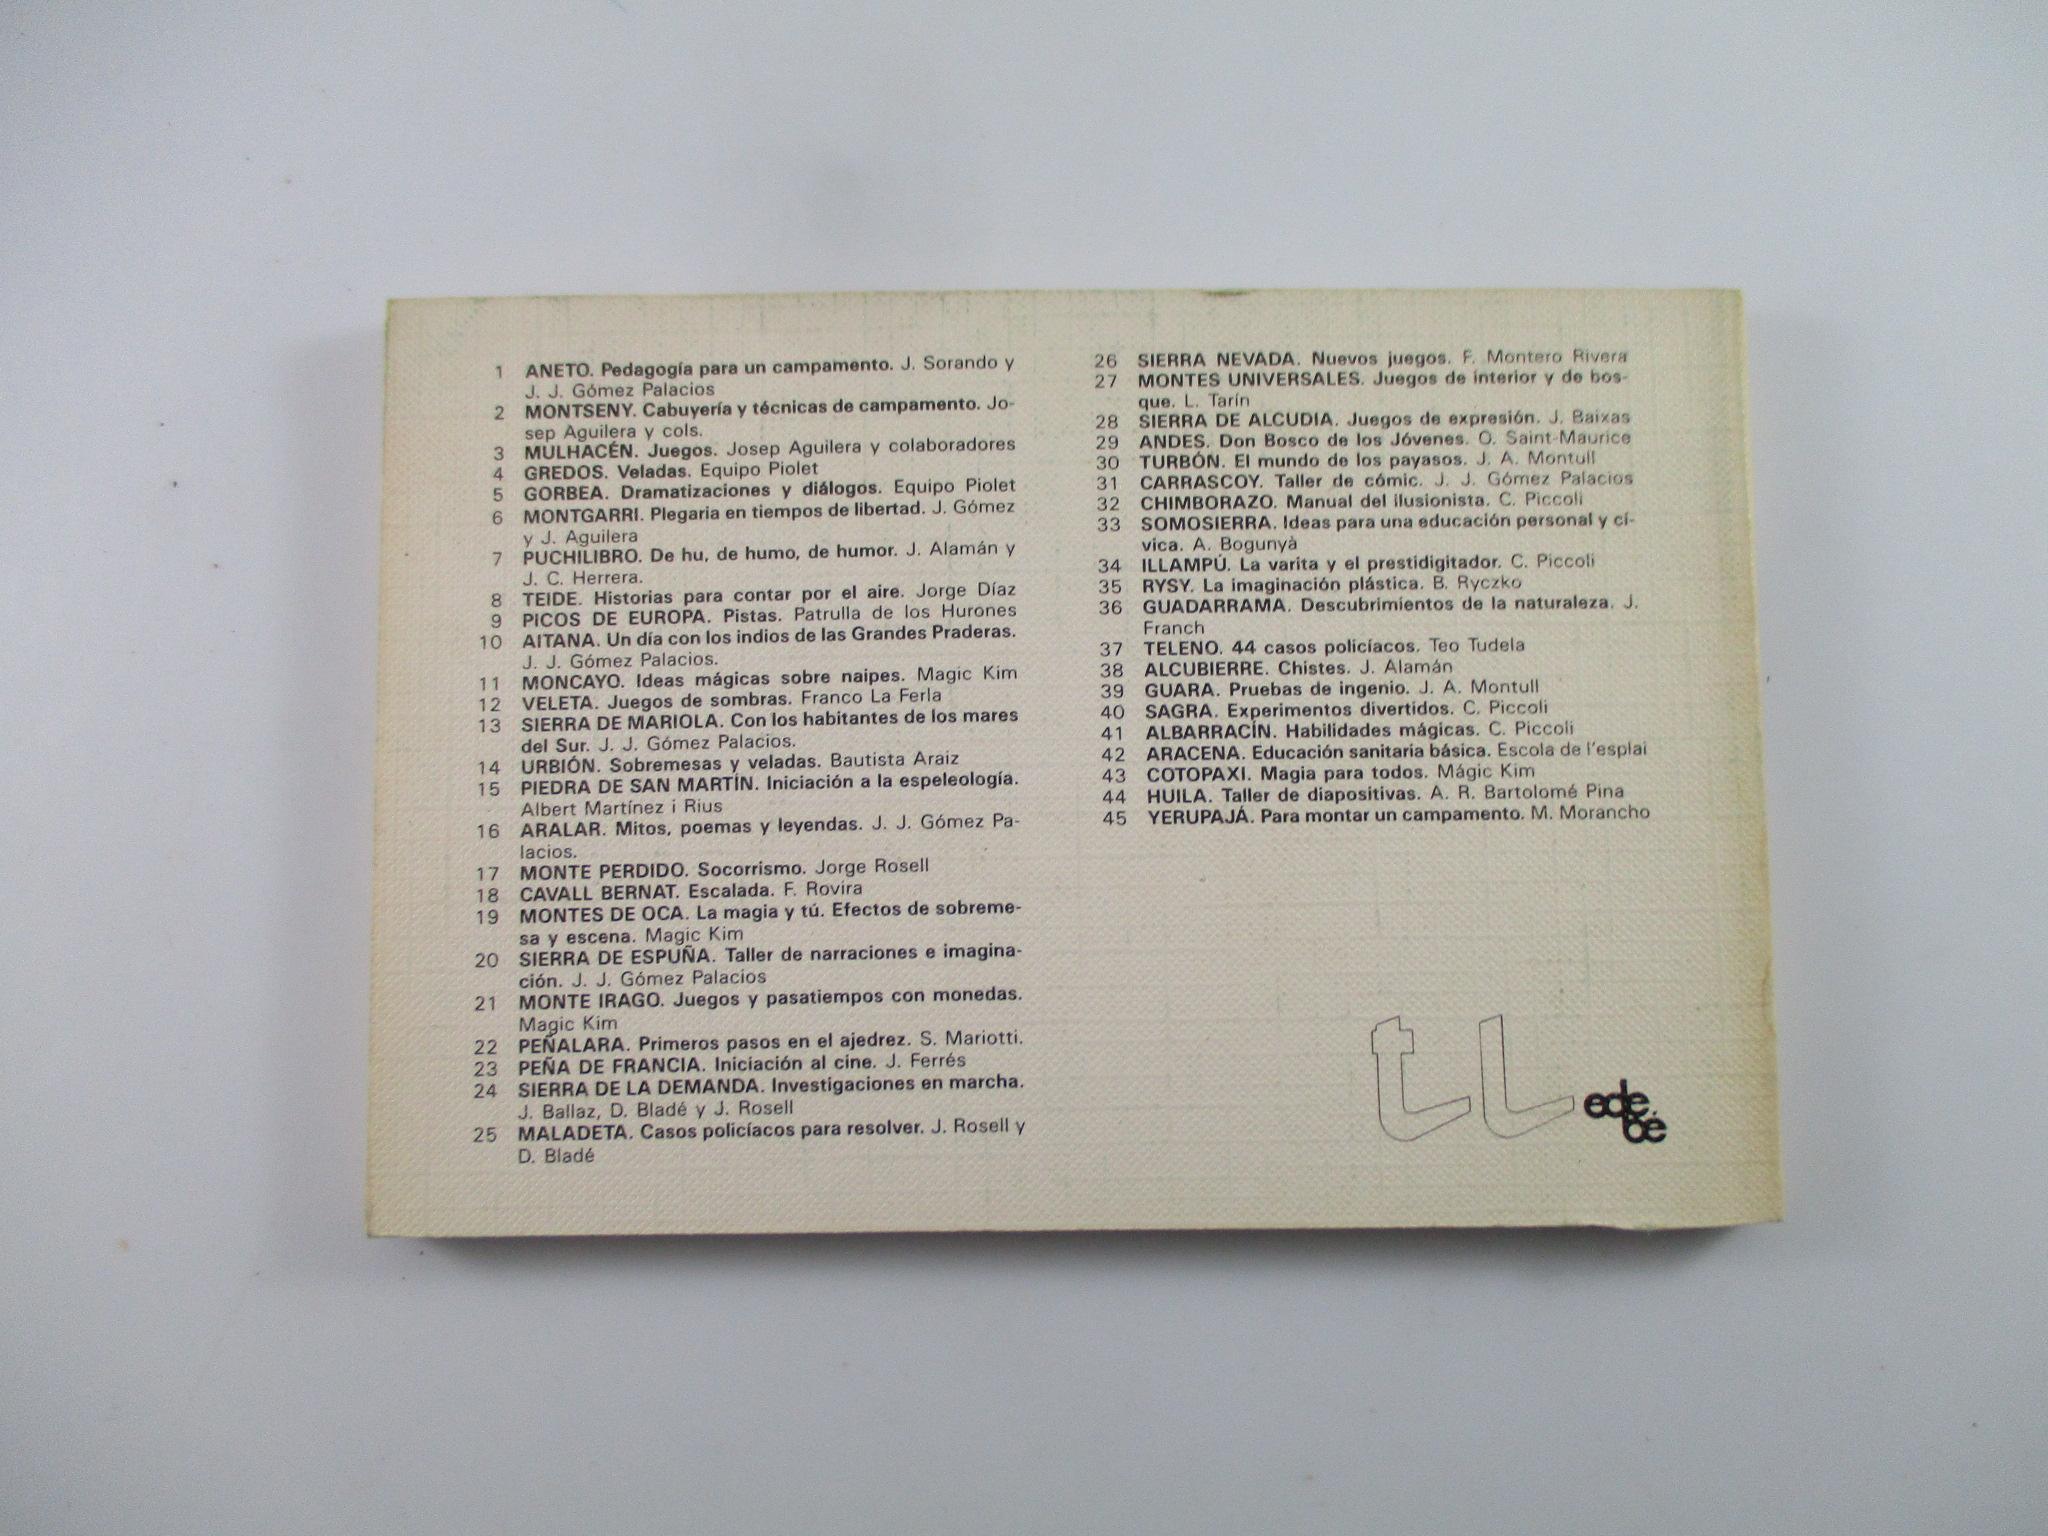 1 ANETO. Pedagogía para un campamento. J. Sorando y
J. J. Gómez Palacios
2 MONTSENY. Cabuyería y técnicas de campamento. Jo-
sep Aguilera y cols.
3 MULHACÉN. Juegos. Josep Aguilera y colaboradores
4 GREDOS. Veladas. Equipo Piolet
5 GORBEA. Dramatizaciones y diálogos. Equipo Piolet
6 MONTGARRI. Plegaria en tiempos de libertad. J. Gómez
y J. Aguilera
7 PUCHILIBRO. De hu, de humo, de humor. J. Alamán y
J. C. Herrera.
8 TEIDE. Historias para contar por el aire. Jorge Díaz
9 PICOS DE EUROPA. Pistas. Patrulla de los Hurones
10 AITANA. Un día con los indios de las Grandes Praderas.
J. J. Gómez Palacios.
11 MONCAYO. Ideas mágicas sobre naipes. Magic Kim
12 VELETA. Juegos de sombras. Franco La Ferla
13 SIERRA DE MARIOLA. Con los habitantes de los mares
del Sur. J. J. Gómez Palacios.
14 URBIÓN. Sobremesas y veladas. Bautista Araiz
15 PIEDRA DE SAN MARTÍN. Iniciación a la espeleología.
Albert Martínez i Rius
16 ARALAR. Mitos, poemas y leyendas. J. J. Gómez Pa-
lacios.
17 MONTE PERDIDO. Socorrismo. Jorge Rosell
18 CAVALL BERNAT. Escalada. F. Rovira
19 MONTES DE OCA. La magia y tú. Efectos de sobreme-
sa y escena. Magic Kim
20 SIERRA DE ESPUÑA. Taller de narraciones e imagina-
ción. J. J. Gómez Palacios
21 MONTE IRAGO. Juegos y pasatiempos con monedas.
Magic Kim
22 PEÑALARA. Primeros pasos en el ajedrez. S. Mariotti.
23 PEÑA DE FRANCIA. Iniciación al cine. J. Ferrés
24 SIERRA DE LA DEMANDA. Investigaciones en marcha.
J. Ballaz, D. Bladé y J. Rosell
25 MALADETA. Casos policíacos para resolver. J. Rosell y
D. Bladé
26 SIERRA NEVADA. Nuevos juegos. F. Montero Rivera
27 MONTES UNIVERSALES. Juegos de interior y de bos-
que. L. Tarín
28 SIERRA DE ALCUDIA. Juegos de expresión. J. Baixas
29 ANDES. Don Bosco de los Jóvenes. O. Saint-Maurice
30 TURBÓN. El mundo de los payasos. J. A. Montull
31 CARRASCOY. Taller de cómic. J. J. Gómez Palacios
32 CHIMBORAZO. Manual del ilusionista. C. Piccoli
33 SOMOSIERRA. Ideas para una educación personal y cí-
vica. A. Bogunyà
34 ILLAMPÚ. La varita y el prestidigitador. C. Piccoli
35 RYSY. La imaginación plástica. B. Ryczko
36 GUADARRAMA. Descubrimientos de la naturaleza. J.
Franch
37 TELENO. 44 casos policíacos. Teo Tudela
38 ALCUBIERRE. Chistes. J. Alamán
39 GUARA. Pruebas de ingenio. J. A. Montull
40 SAGRA. Experimentos divertidos. C. Piccoli
41 ALBARRACÍN. Habilidades mágicas. C. Piccoli
42 ARACENA. Educación sanitaria básica. Escola de l'esplai
43 COTOPAXI. Magia para todos. Mágic Kim
44 HUILA. Taller de diapositivas. A. R. Bartolomé Pina
45 YERUPAJÁ. Para montar un campamento. M. Morancho
tL
ede.
bé